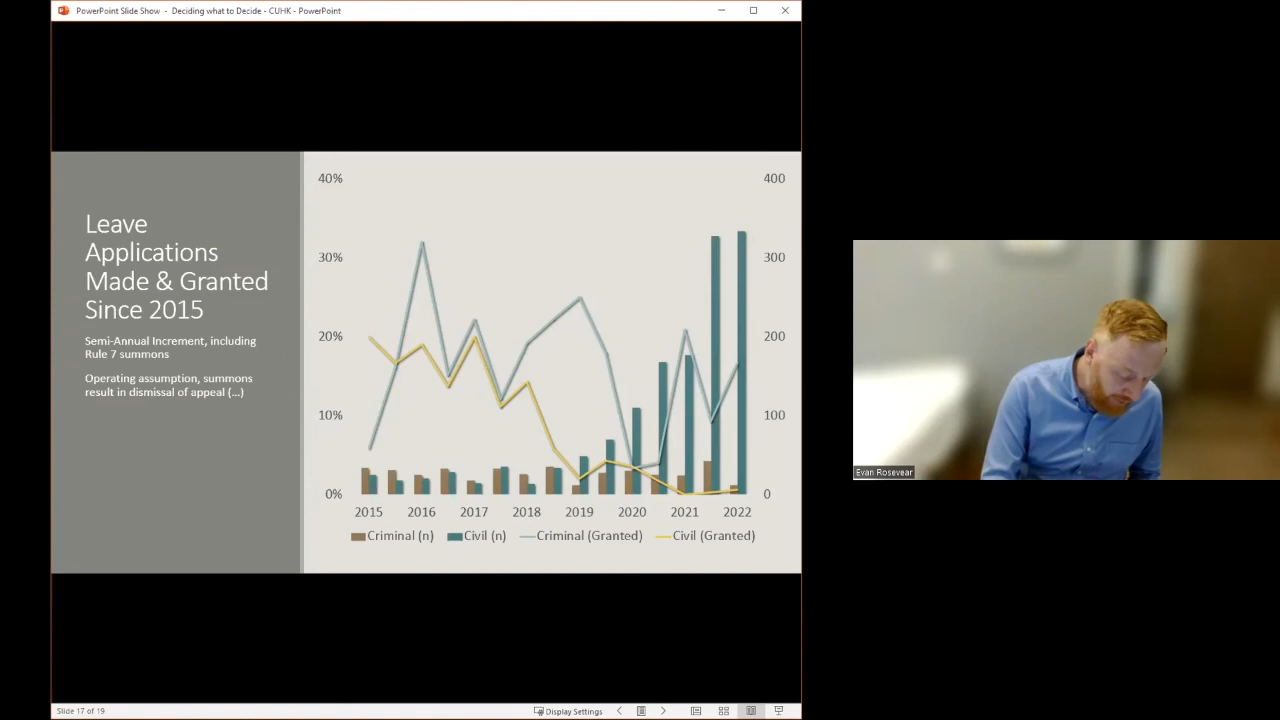 PowerPoint Slide Show - Deciding what to Decide - CUHK - PowerPoint
Leave
Applications
Made & Granted
Since 2015
Semi-Annual Increment, including
Rule 7 summons
Operating assumption, summons
result in dismissal of appeal (...)
40%
400
30%
300
20%
200
10%
100
0%
0
2015 2016 2017 2018 2019 2020 2021 2022
Criminal (n) Civil (n) Criminal (Granted) Civil (Granted)
Evan Rosevear
Slide 17 of 19
Display Settings